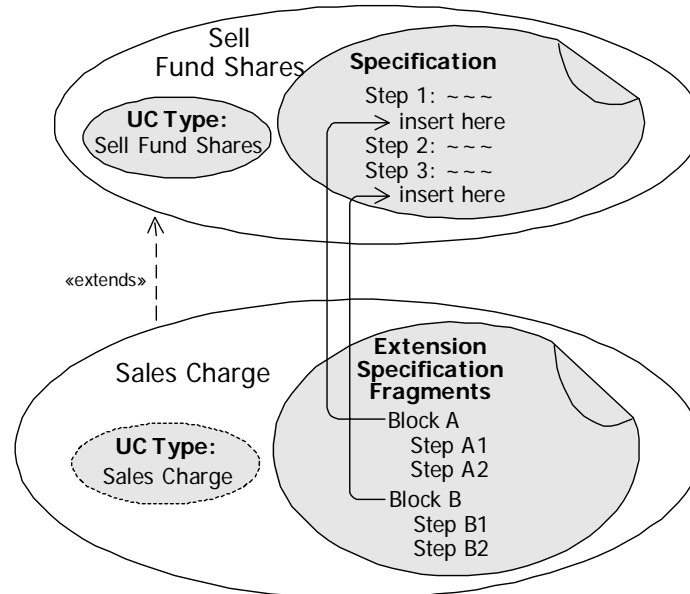 Sell
Fund Shares
UC Type:
Sell Fund Shares
Specification
Step 1: ~ ~ ~
insert here
Step 2: ~ ~ ~
Step 3: ~ ~ ~
insert here
«extends»
Sales Charge
UC Type:
Sales Charge
Extension
Specification
Fragments
Block A
Step A1
Step A2
Block B
Step B1
Step B2